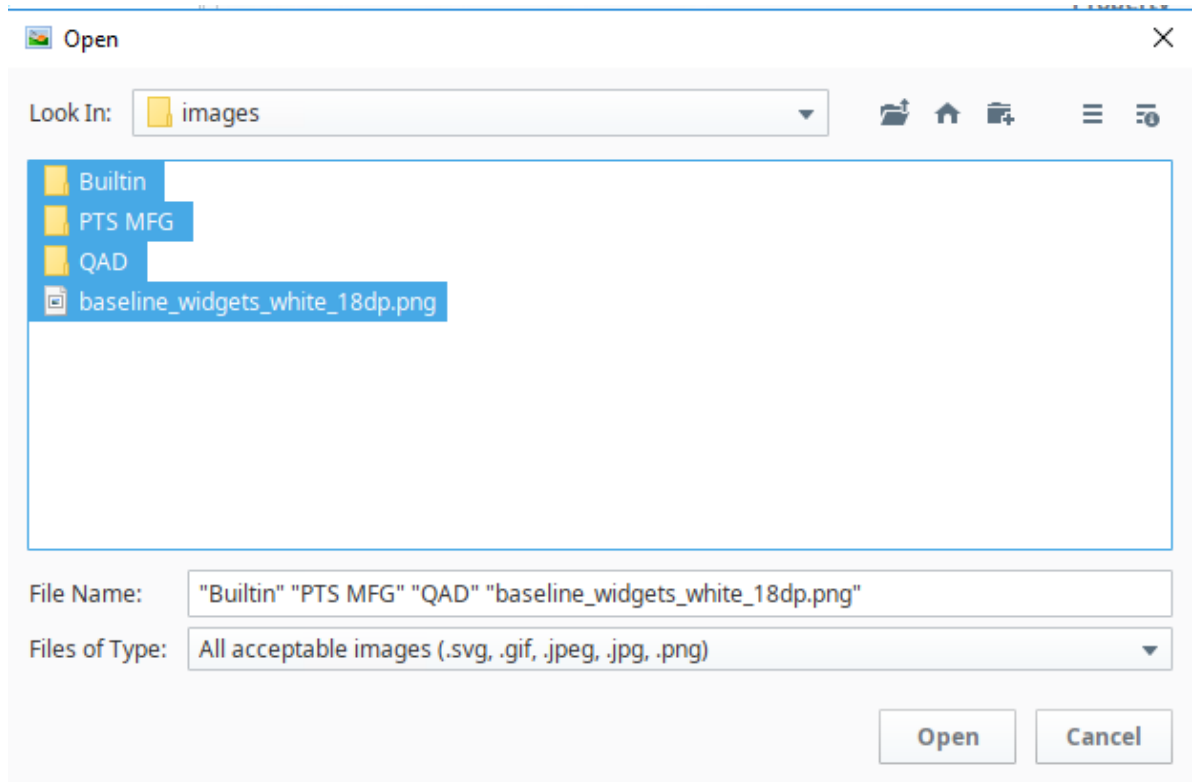 Open
Look In: images
Builtin
PTS MFG
QAD
baseline_widgets_white_18dp.png
File Name: "Builtin" "PTS MFG" "QAD" "baseline_widgets_white_18dp.png"
Files of Type: All acceptable images (.svg, .gif, .jpeg, .jpg, .png)
Open Cancel